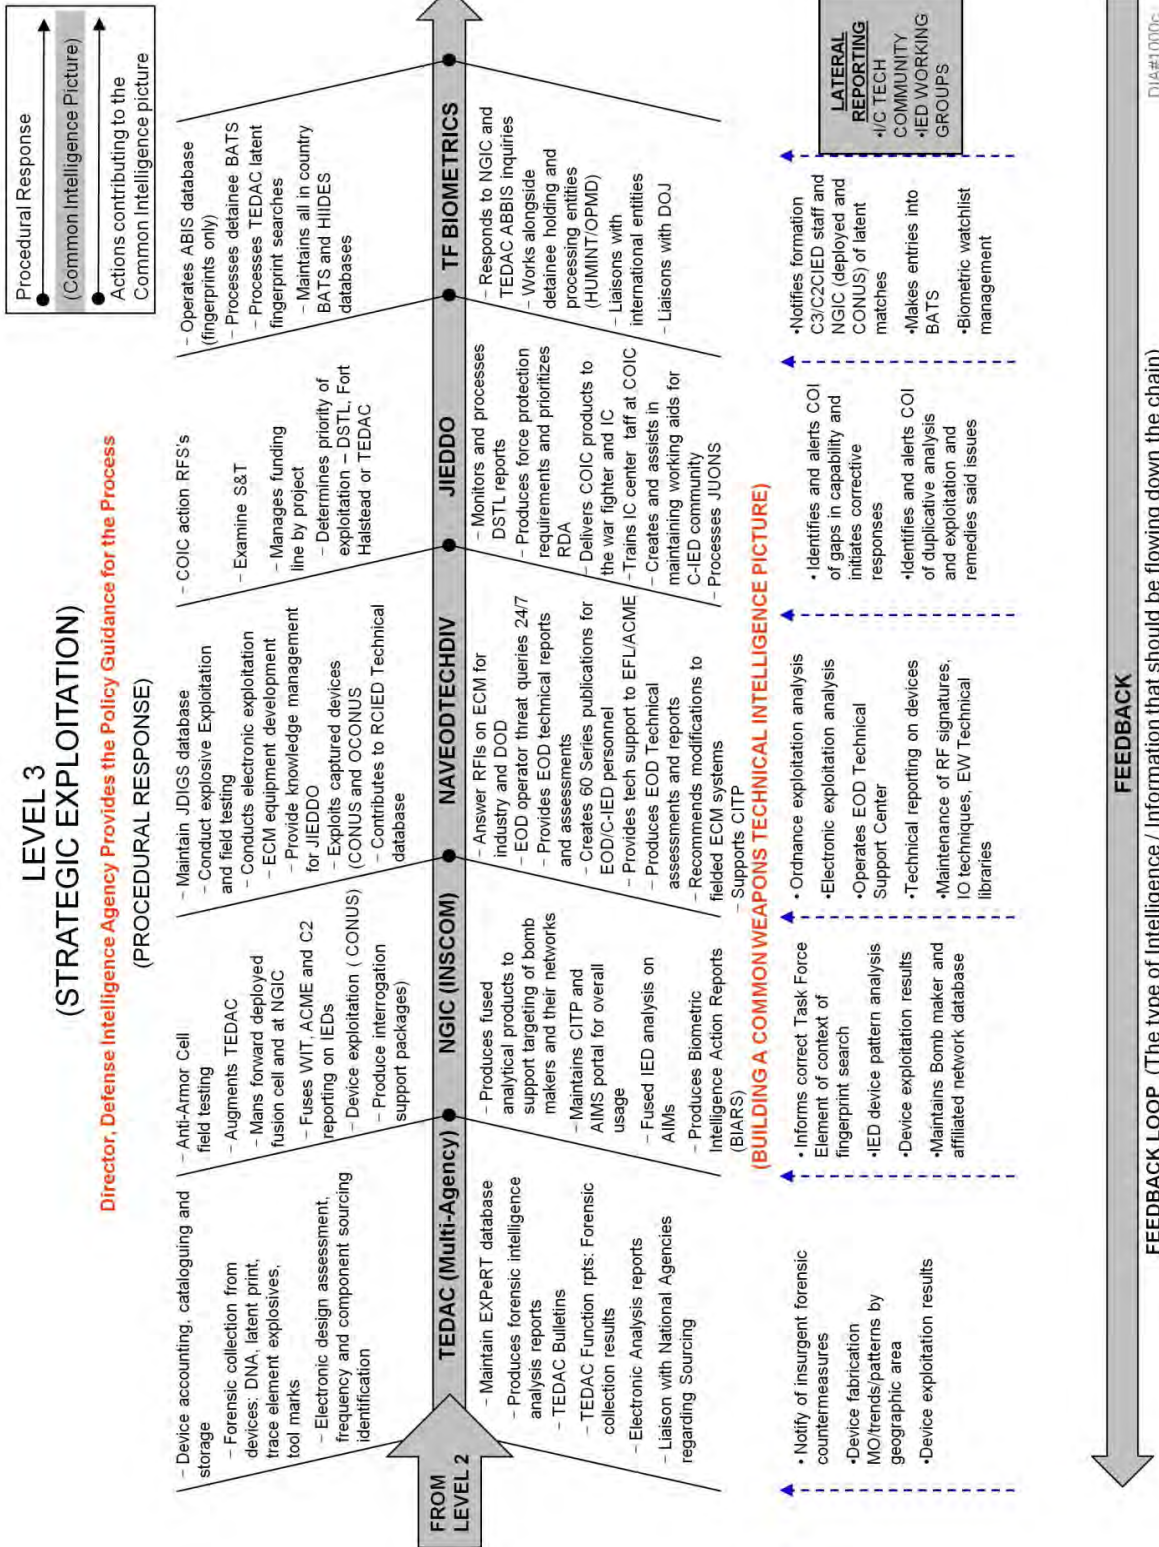 LEVEL 3
(STRATEGIC EXPLOITATION)
Director, Defense Intelligence Agency Provides the Policy Guidance for the Process
(PROCEDURAL RESPONSE)
Procedural Response
(Common Intelligence Picture)
Actions contributing to the
Common Intelligence picture
– Device accounting, cataloguing and
storage
– Forensic collection from
devices; DNA, latent print,
trace element explosives,
tool marks
– Electronic design assessment,
frequency and component sourcing
identification
– Anti-Armor Cell
field testing
– Augments TEDAC
– Mans forward deployed
fusion cell and at NGIC
– Fuses WIT, ACME and C2
reporting on IEDs
– Device exploitation ( CONUS)
– Produce interrogation
support packages)
– Maintain JDIGS database
– Conduct explosive Exploitation
and field testing
– Conducts electronic exploitation
– ECM equipment development
– Provide knowledge management
for JIEDDO
– Exploits captured devices
(CONUS and OCONUS)
– Contributes to RCIED Technical
database
– COIC action RFS's
– Examine S&T
– Manages funding
line by project
– Determines priority of
exploitation – DSTL, Fort
Halstead or TEDAC
– Operates ABIS database
(fingerprints only)
– Processes detainee BATS
– Processes TEDAC latent
fingerprint searches
– Maintains all in country
BATS and HIIDES
databases
FROM
LEVEL 2
TEDAC (Multi-Agency)
NGIC (INSCOM)
NAVEODTECHDIV
JIEDDO
TF BIOMETRICS
– Maintain EXPeRT database
– Produces forensic intelligence
analysis reports
– TEDAC Bulletins
– TEDAC Function rpts: Forensic
collection results
– Electronic Analysis reports
– Liaison with National Agencies
regarding Sourcing
– Produces fused
analytical products to
support targeting of bomb
makers and their networks
– Maintains CITP and
AIMS portal for overall
usage
– Fused IED analysis on
AIMs
– Produces Biometric
Intelligence Action Reports
(BIARS)
– Answer RFIs on ECM for
industry and DOD
– EOD operator threat queries 24/7
– Provides EOD technical reports
and assessments
– Creates 60 Series publications for
EOD/C-IED personnel
– Provides tech support to EFL/ACME
– Produces EOD Technical
assessments and reports
– Recommends modifications to
fielded ECM systems
– Supports CITP
– Monitors and processes
DSTL reports
– Produces force protection
requirements and prioritizes
RDA
– Delivers COIC products to
the war fighter and IC
– Trains IC center taff at COIC
– Creates and assists in
maintaining working aids for
C-IED community
– Processes JUONS
– Responds to NGIC and
TEDAC ABBIS inquiries
– Works alongside
detainee holding and
processing entities
(HUMINT/OPMD)
– Liaison with
international entities
– Liaisons with DOJ
(BUILDING A COMMON WEAPONS TECHNICAL INTELLIGENCE PICTURE)
• Notify of insurgent forensic
countermeasures
•Device fabrication
MO/trends/patterns by
geographic area
•Device exploitation results
• Informs correct Task Force
Element of context of
fingerprint search
•IED device pattern analysis
•Device exploitation results
•Maintains Bomb maker and
affiliated network database
• Ordnance exploitation analysis
•Electronic exploitation analysis
•Operates EOD Technical
Support Center
•Technical reporting on devices
•Maintenance of RF signatures,
IO techniques, EW Technical
libraries
• Identifies and alerts COI
of gaps in capability and
initiates corrective
responses
•Identifies and alerts COI
of duplicative analysis
and exploitation and
remedies said issues
•Notifies formation
C3/C2CIED staff and
NGIC (deployed and
CONUS) of latent
matches
•Makes entries into
BATS
•Biometric watchlist
management
LATERAL
REPORTING
•I/C TECH
COMMUNITY
•IED WORKING
GROUPS
FEEDBACK
FEEDBACK LOOP (The type of Intelligence / Information that should be flowing down the chain)
DIA#1000c